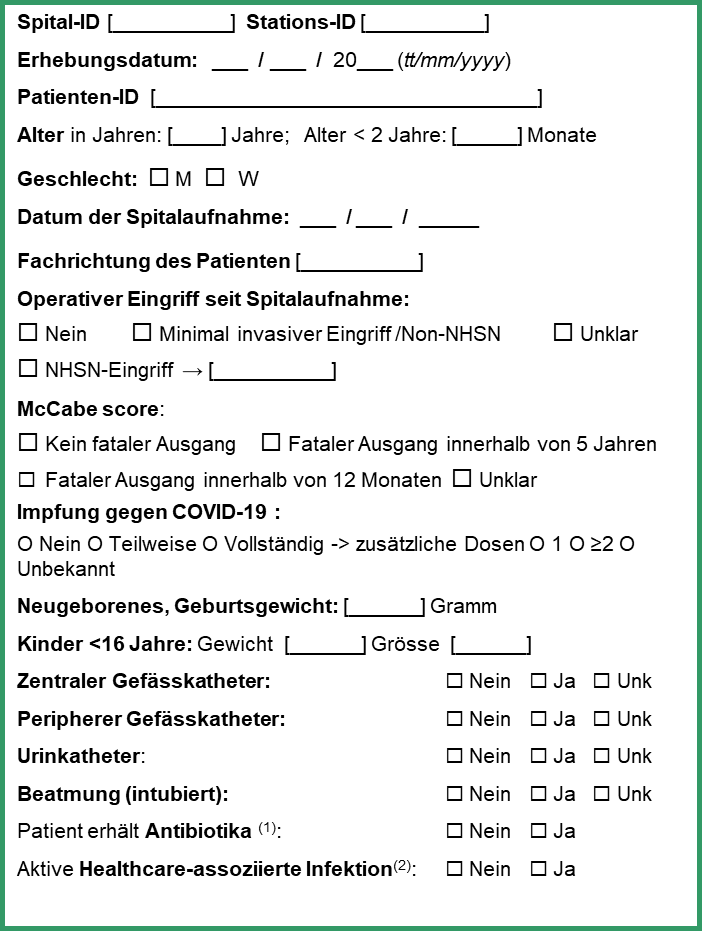 Spital-ID [___________] Stations-ID [___________]
Erhebungsdatum: ___ / ___ / 20___ (tt/mm/yyyy)
Patienten-ID [___________________________________]
Alter in Jahren: [____] Jahre; Alter < 2 Jahre: [_____] Monate
Geschlecht: ☐ M ☐ W
Datum der Spitalaufnahme: ___ / ___ / _____
Fachrichtung des Patienten [__________]
Operativer Eingriff seit Spitalaufnahme:
☐ Nein ☐ Minimal invasiver Eingriff /Non-NHSN ☐ Unklar
☐ NHSN-Eingriff → [__________]
McCabe score:
☐ Kein fataler Ausgang ☐ Fataler Ausgang innerhalb von 5 Jahren
☐ Fataler Ausgang innerhalb von 12 Monaten ☐ Unklar
Impfung gegen COVID-19 :
O Nein O Teilweise O Vollständig -> zusätzliche Dosen O 1 O ≥2 O
Unbekannt
Neugeborenes, Geburtsgewicht: [______] Gramm
Kinder <16 Jahre: Gewicht [______] Grösse [______]
Zentraler Gefässkatheter: ☐ Nein ☐ Ja ☐ Unk
Peripherer Gefässkatheter: ☐ Nein ☐ Ja ☐ Unk
Urinkatheter: ☐ Nein ☐ Ja ☐ Unk
Beatmung (intubiert): ☐ Nein ☐ Ja ☐ Unk
Patient erhält Antibiotika (1): ☐ Nein ☐ Ja
Aktive Healthcare-assoziierte Infektion(2): ☐ Nein ☐ Ja